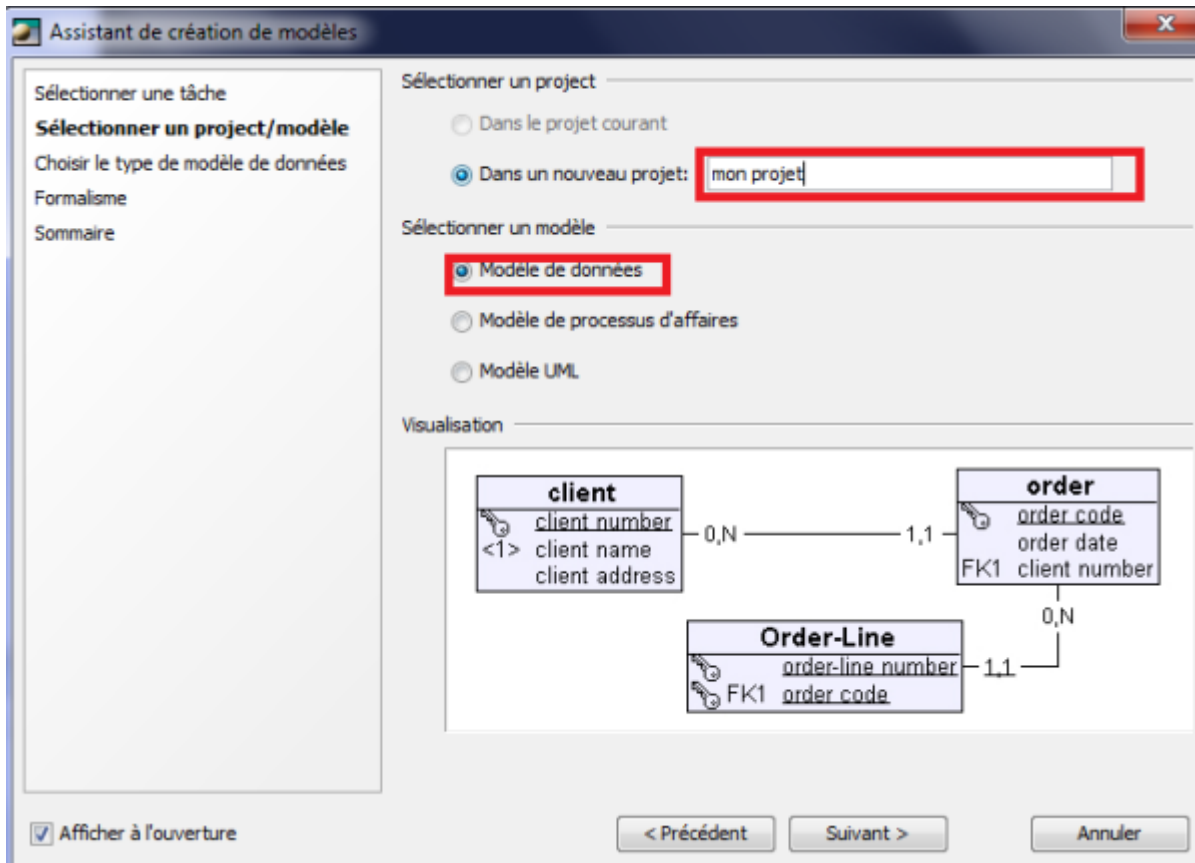 Assistant de création de modèles
Sélectionner une tâche
Sélectionner un project/modèle
Choisir le type de modèle de données
Formalisme
Sommaire
Sélectionner un project
Dans le projet courant
Dans un nouveau projet: mon projet
Sélectionner un modèle
Modèle de données
Modèle de processus d'affaires
Modèle UML
Visualisation
client
client number
<1> client name
client address
0,N
1,1
order
order code
order date
FK1 client number
0,N
Order-Line
order-line number
FK1 order code
1,1
Afficher à l'ouverture
< Précédent
Suivant >
Annuler